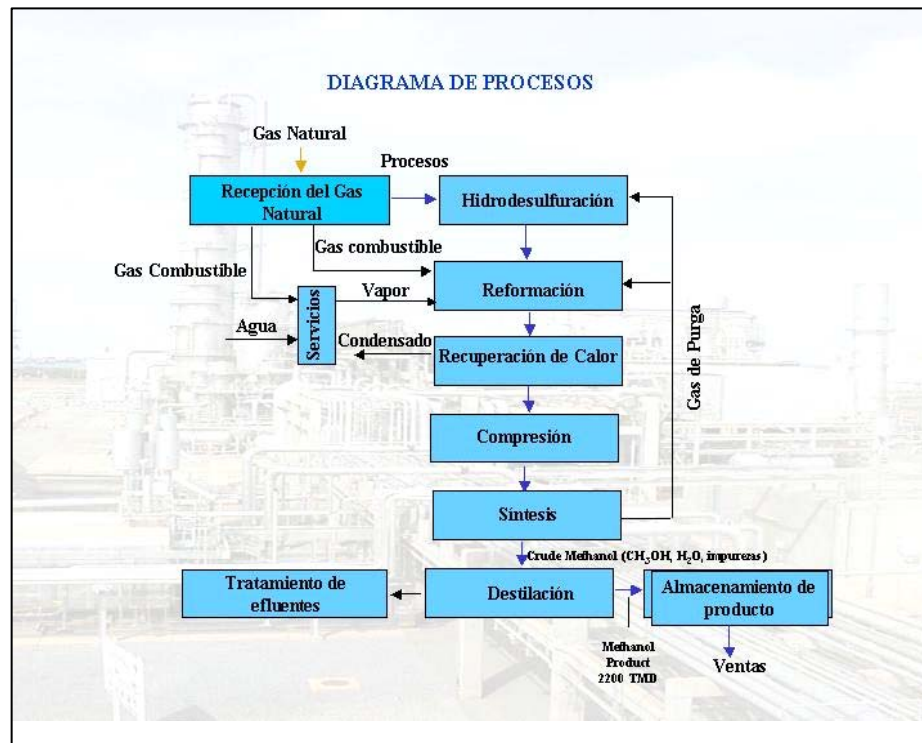 DIAGRAMA DE PROCESOS
Gas Natural
Procesos
Recepción del Gas
Natural
Hidrodesulfuración
Gas combustible
Gas Combustible
Reformación
Vapor
Servicios
Agua
Condensado
Recuperación de Calor
Gas de Purga
Compresión
Síntesis
Crude Methanol (CH3OH, H2O, impurezas)
Tratamiento de
efluentes
Destilación
Almacenamiento de
producto
Methanol
Product
2200 TMD
Ventas